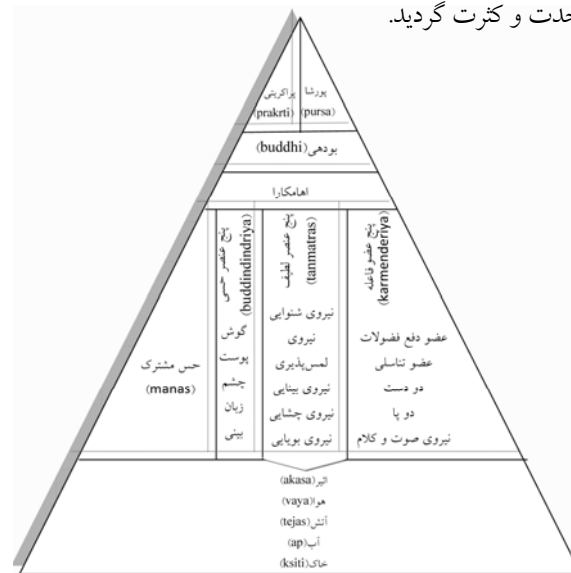 حدت و کثرت گردید.
پورشا
(pursa)
پراکریتی
(prakrti)
بودهی(buddhi)
اهامکارا
پنج عضو فاعله
(karmenderiya)
عضو دفع فضولات
عضو تناسلی
دو دست
دو پا
نیروی صوت و کلام
پنج عنصر لطیف
(tanmatras)
نیروی شنوایی
نیروی
لمس‌پذیری
نیروی بینایی
نیروی چشایی
نیروی بویایی
پنج عنصر حسی
(buddindindriya)
گوش
پوست
چشم
زبان
بینی
حس مشترک
(manas)
اثیر(akasa)
هوا(vaya)
آتش(tejas)
آب(ap)
خاک(ksiti)